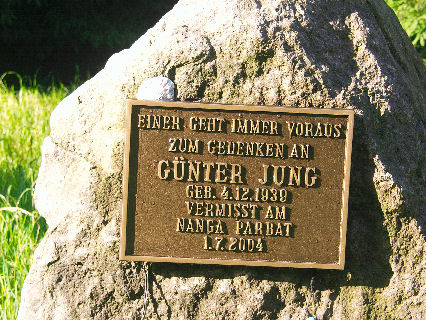 EINER GEHT IMMER VORAUS
ZUM GEDENKEN AN
GÜNTER JUNG
GEB. 4.12.1939
VERMISST AM
NANGA PARBAT
1.7.2004